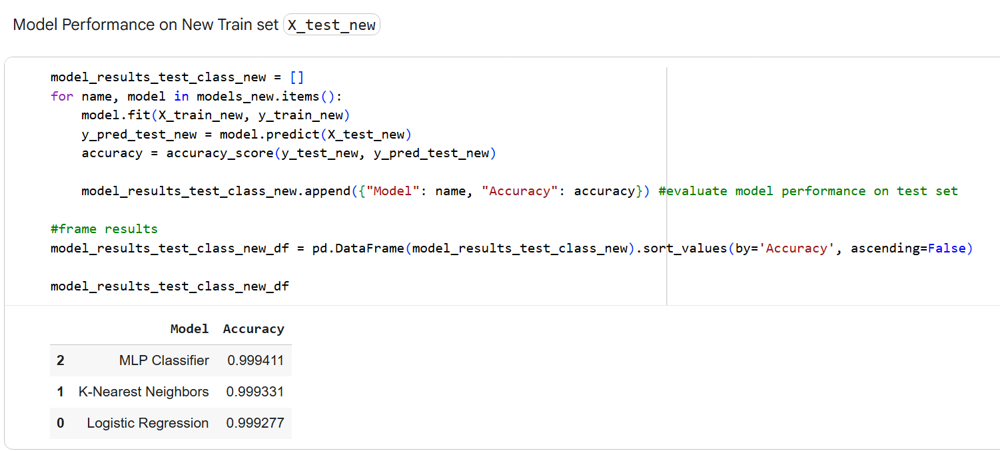 Model Performance on New Train set X_test_new
model_results_test_class_new = []
for name, model in models_new.items():
    model.fit(X_train_new, y_train_new)
    y_pred_test_new = model.predict(X_test_new)
    accuracy = accuracy_score(y_test_new, y_pred_test_new)
    model_results_test_class_new.append({"Model": name, "Accuracy": accuracy}) #evaluate model performance on test set
#frame results
model_results_test_class_new_df = pd.DataFrame(model_results_test_class_new).sort_values(by='Accuracy', ascending=False)
model_results_test_class_new_df
Model Accuracy
2 MLP Classifier 0.999411
1 K-Nearest Neighbors 0.999331
0 Logistic Regression 0.999277